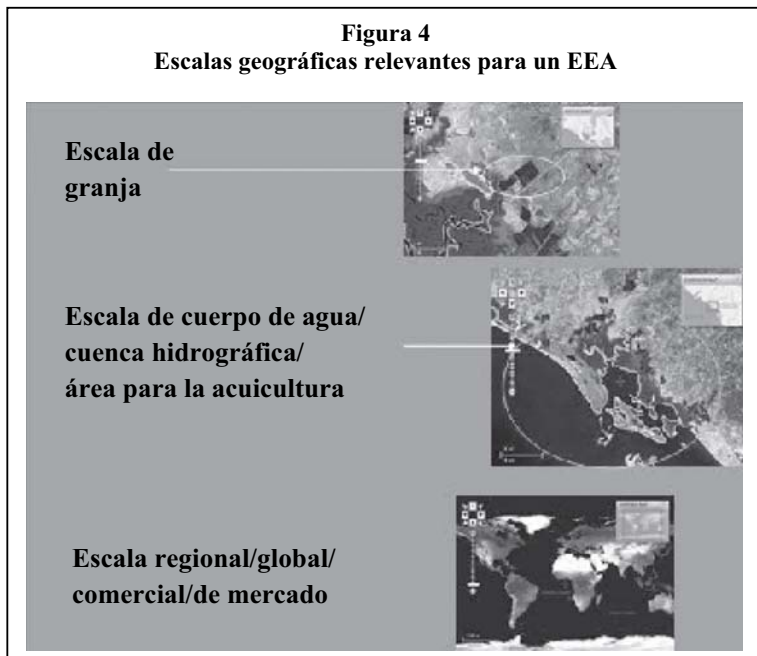 Figura 4
Escalas geográficas relevantes para un EEA
Escala de
granja
Escala de cuerpo de agua/
cuenca hidrográfica/
área para la acuicultura
Escala regional/global/
comercial/de mercado